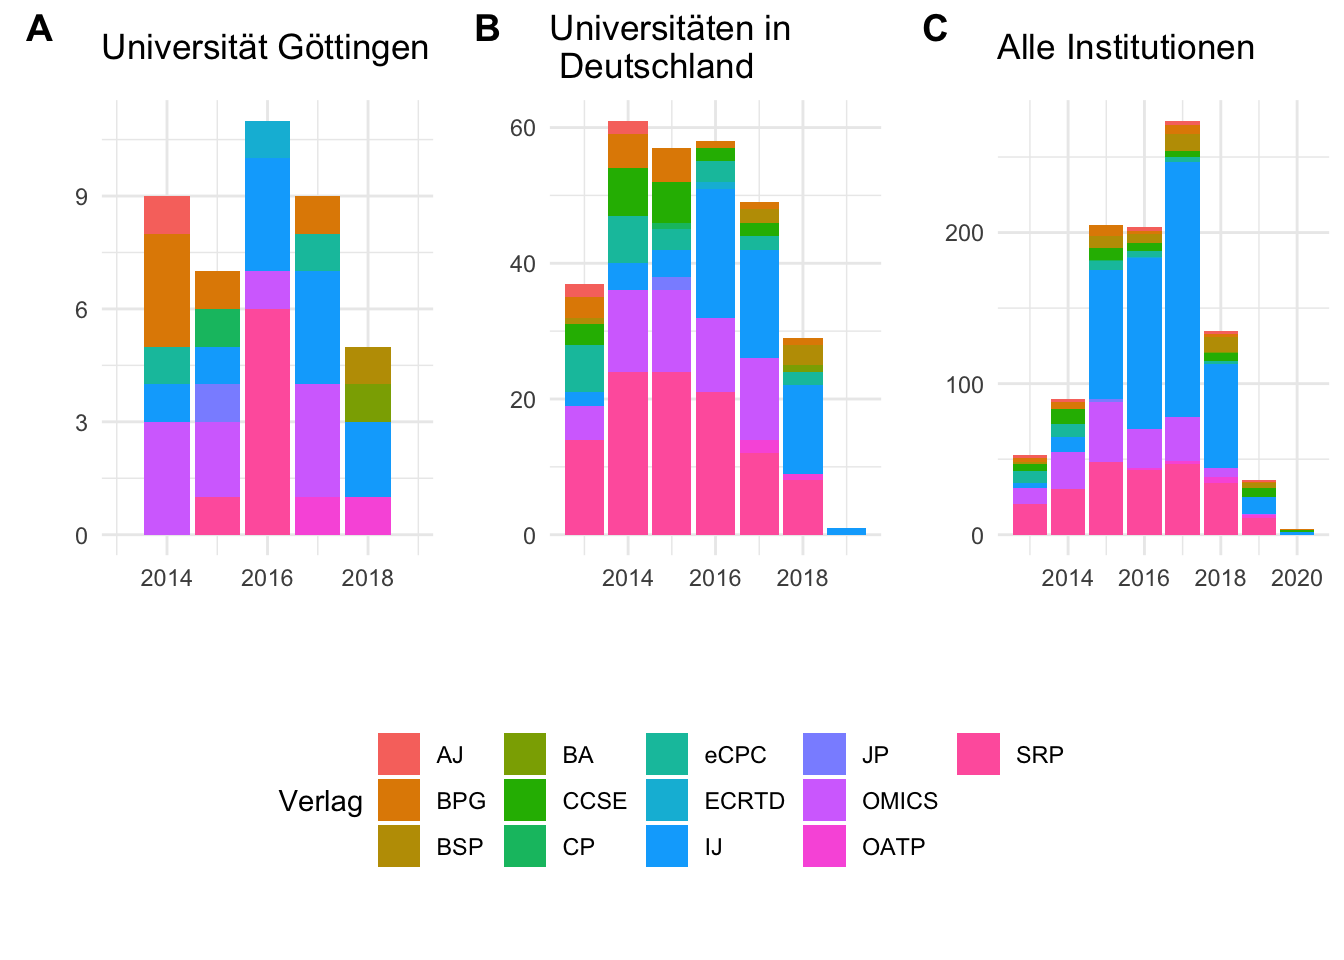 A
Universität Göttingen
9
6
3
0
2014 2016 2018
B
Universitäten in
Deutschland
60
40
20
0
2014 2016 2018
C
Alle Institutionen
200
100
0
2014 2016 2018 2020
Verlag
AJ BA eCPC JP SRP
BPG CCSE ECRTD OMICS
BSP CP IJ OATP